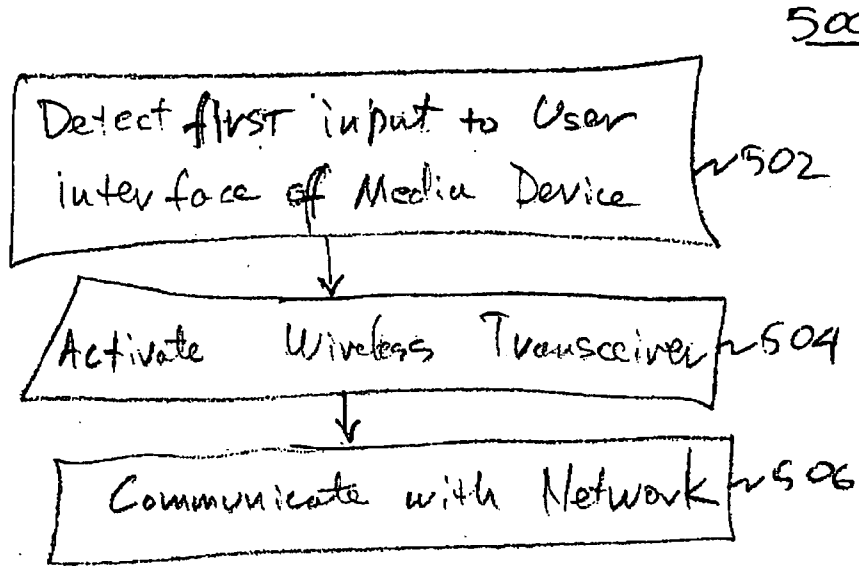 500
Detect first input to User
interface of Media Device
502
Activate Wireless Transceiver
504
Communicate with Network
506